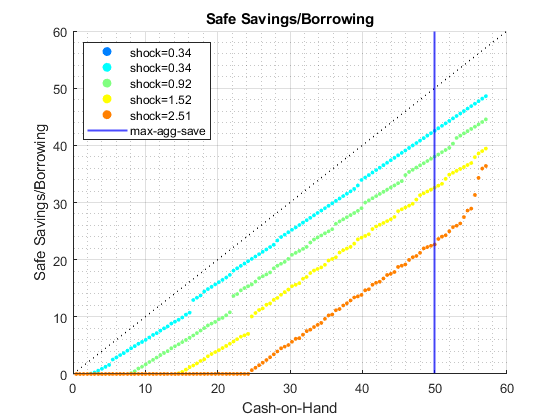 Safe Savings/Borrowing
60
50
40
30
20
10
0
Safe Savings/Borrowing
shock=0.34
shock=0.34
shock=0.92
shock=1.52
shock=2.51
max-agg-save
0 10 20 30 40 50 60
Cash-on-Hand